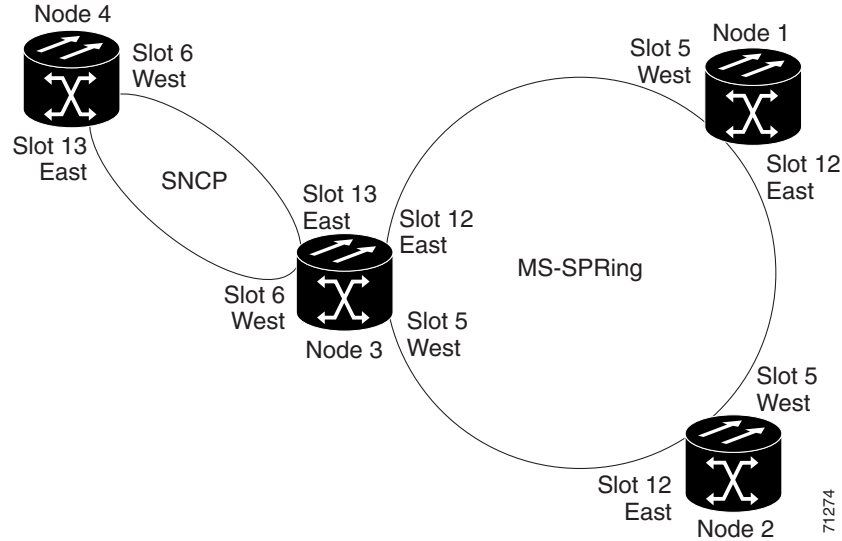 Node 4
Slot 6
West
Slot 13
East
SNCP
Slot 13
East
Slot 12
East
Slot 6
West
Node 3
Slot 5
West
MS-SPRing
Node 1
Slot 5
West
Slot 12
East
Slot 5
West
Slot 12
East
Node 2
71274